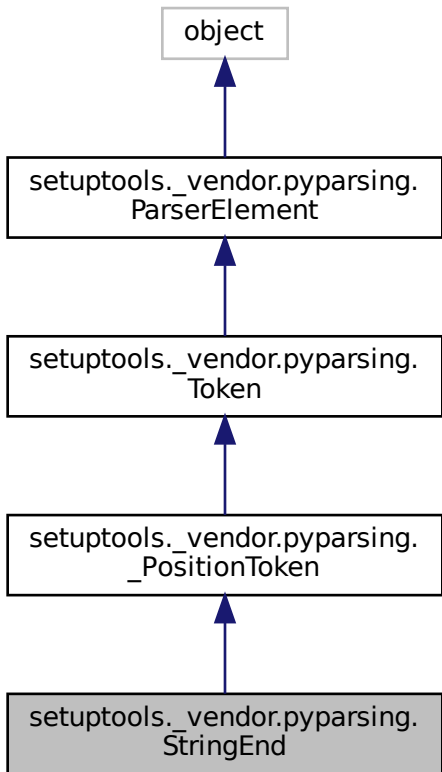 object
setuptools._vendor.pyparsing.
ParserElement
setuptools._vendor.pyparsing.
Token
setuptools._vendor.pyparsing.
_PositionToken
setuptools._vendor.pyparsing.
StringEnd